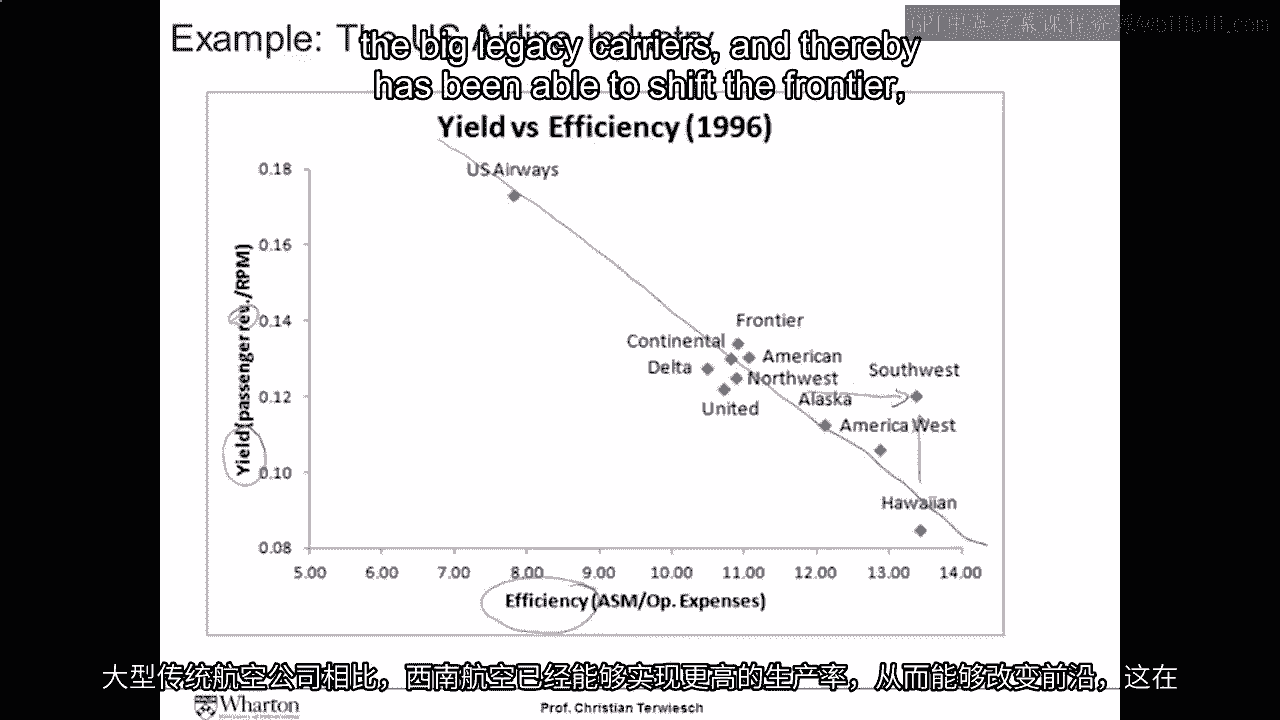 Example: The US Airline Industry
the big legacy carriers, and thereby
has been able to shift the frontier,
Yield vs Efficiency (1996)
0.18
0.16
0.14
0.12
0.10
0.08
Yield (passenger rev./RPM)
US Airways
Frontier
Continental
American
Delta
Northwest
Southwest
United
Alaska
America West
Hawaiian
5.00 6.00 7.00 8.00 9.00 10.00 11.00 12.00 13.00 14.00
Efficiency (ASM/Op. Expenses)
大型传统航空公司相比，西南航空已经能够实现更高的生产率，从而能够改变前沿，这在
Wharton
Prof. Christian Terwiesch